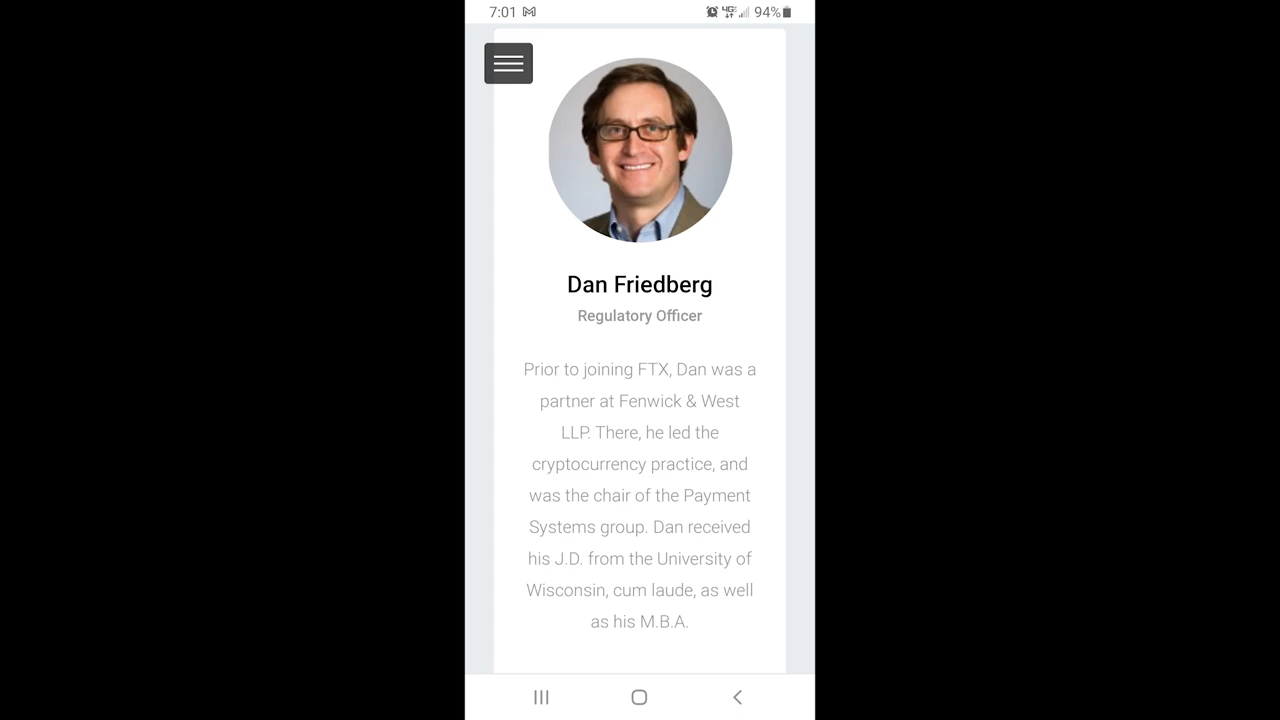 7:01 94%
Dan Friedberg
Regulatory Officer
Prior to joining FTX, Dan was a
partner at Fenwick & West
LLP. There, he led the
cryptocurrency practice, and
was the chair of the Payment
Systems group. Dan received
his J.D. from the University of
Wisconsin, cum laude, as well
as his M.B.A.